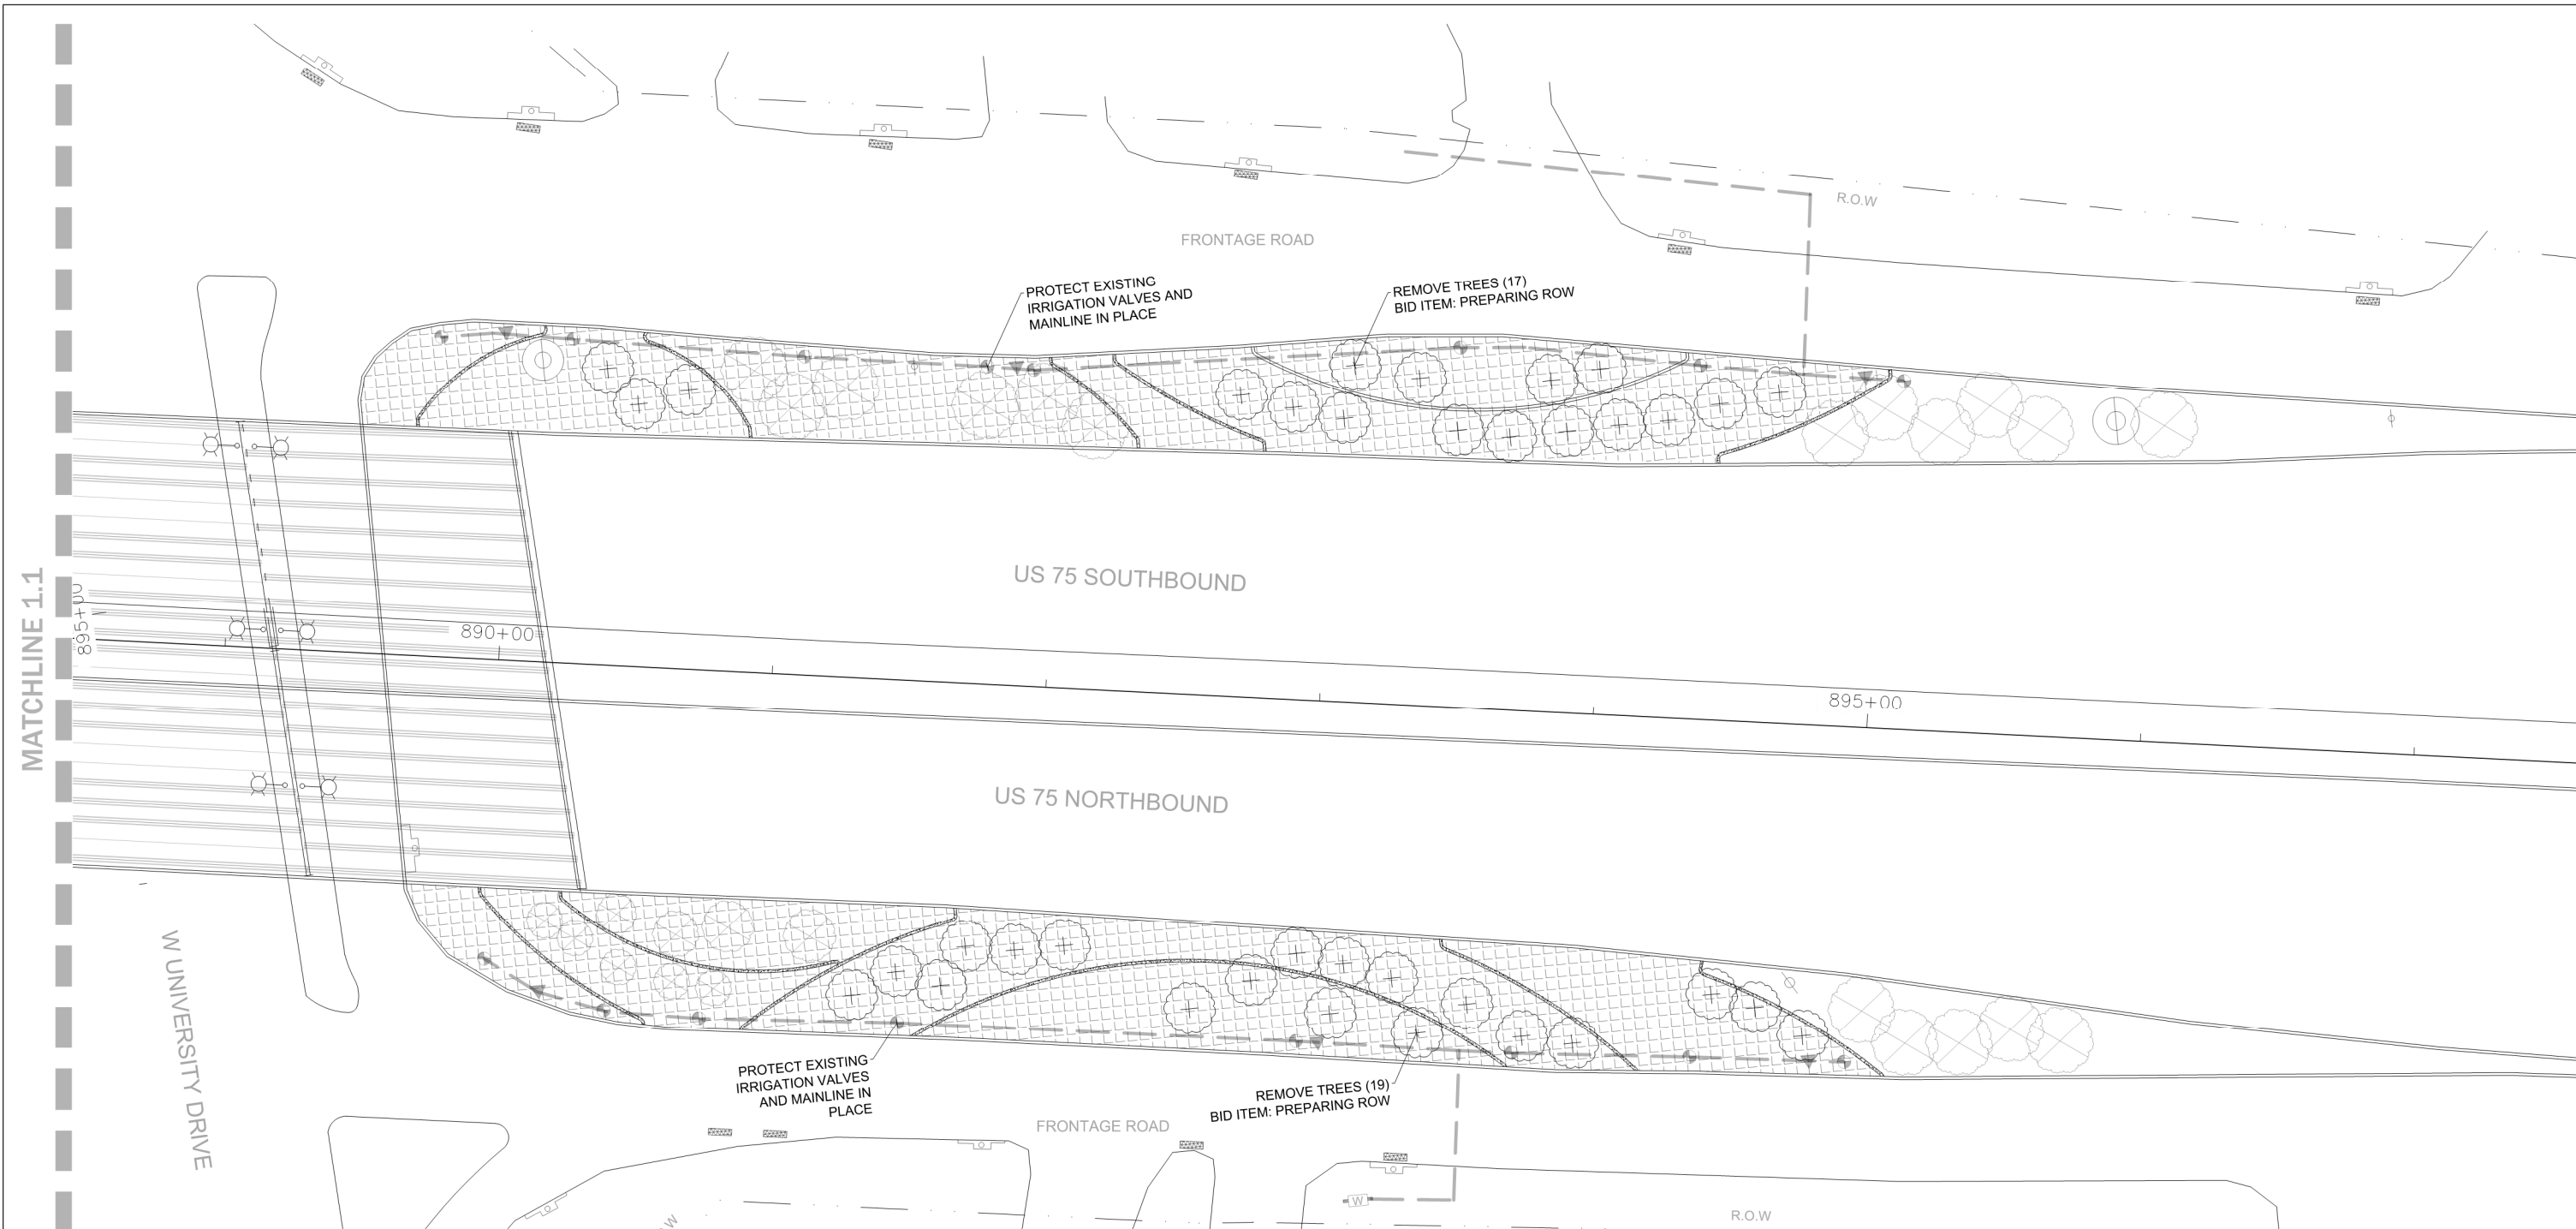 R.O.W
FRONTAGE ROAD
PROTECT EXISTING
IRRIGATION VALVES AND
MAINLINE IN PLACE
REMOVE TREES (17)
BID ITEM: PREPARING ROW
MATCHLINE 1.1
895+00
890+00
US 75 SOUTHBOUND
895+00
US 75 NORTHBOUND
W UNIVERSITY DRIVE
PROTECT EXISTING
IRRIGATION VALVES
AND MAINLINE IN
PLACE
REMOVE TREES (19)
BID ITEM: PREPARING ROW
FRONTAGE ROAD
W
R.O.W